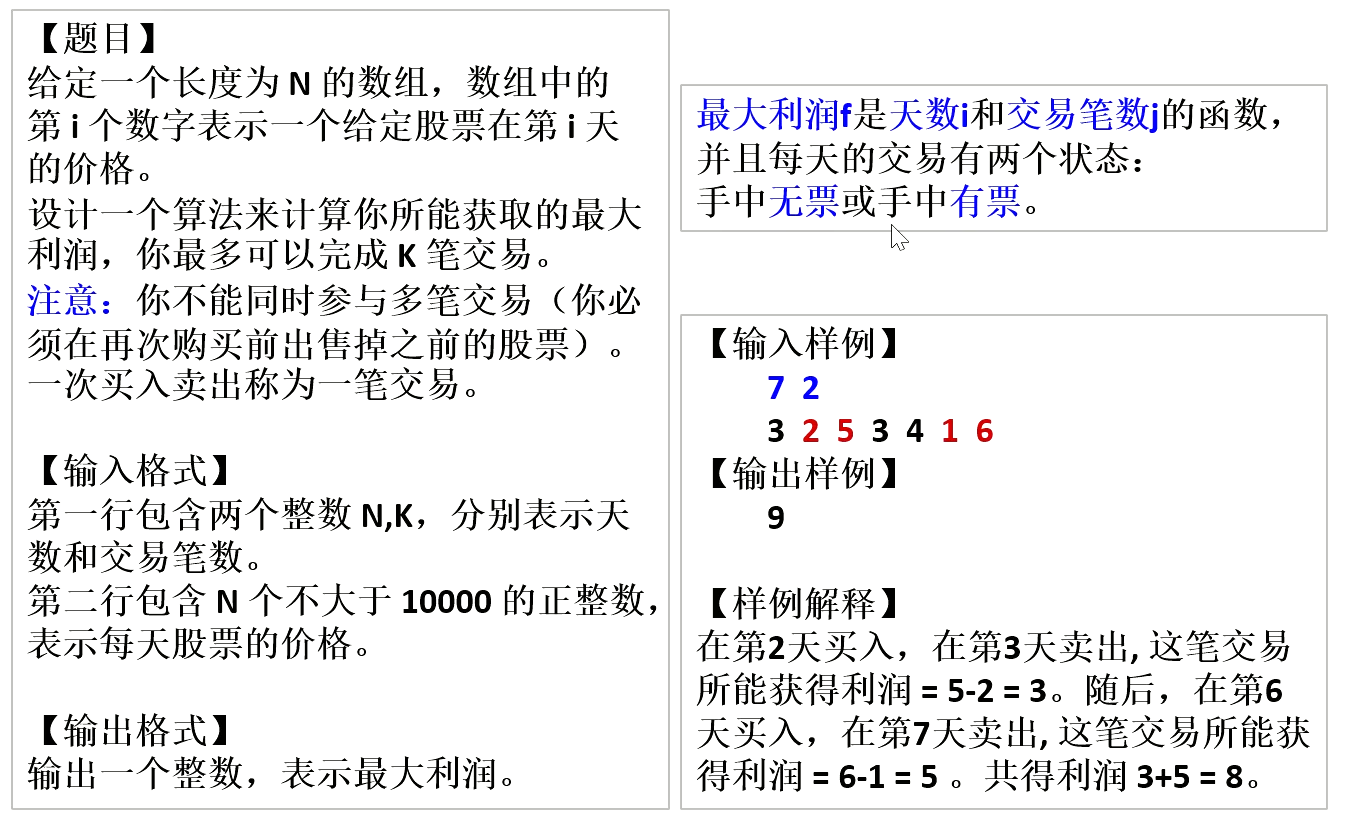 【题目】
给定一个长度为 N 的数组，数组中的
第 i 个数字表示一个给定股票在第 i 天
的价格。
设计一个算法来计算你所能获取的最大
利润，你最多可以完成 K 笔交易。
注意：你不能同时参与多笔交易（你必
须在再次购买前出售掉之前的股票）。
一次买入卖出称为一笔交易。
【输入格式】
第一行包含两个整数 N,K，分别表示天
数和交易笔数。
第二行包含 N 个不大于 10000 的正整数，
表示每天股票的价格。
【输出格式】
输出一个整数，表示最大利润。
最大利润f是天数i和交易笔数j的函数，
并且每天的交易有两个状态：
手中无票或手中有票。
【输入样例】
7 2
3 2 5 3 4 1 6
【输出样例】
9
【样例解释】
在第2天买入，在第3天卖出, 这笔交易
所能获得利润 = 5-2 = 3。随后，在第6
天买入，在第7天卖出, 这笔交易所能获
得利润 = 6-1 = 5 。共得利润 3+5 = 8。